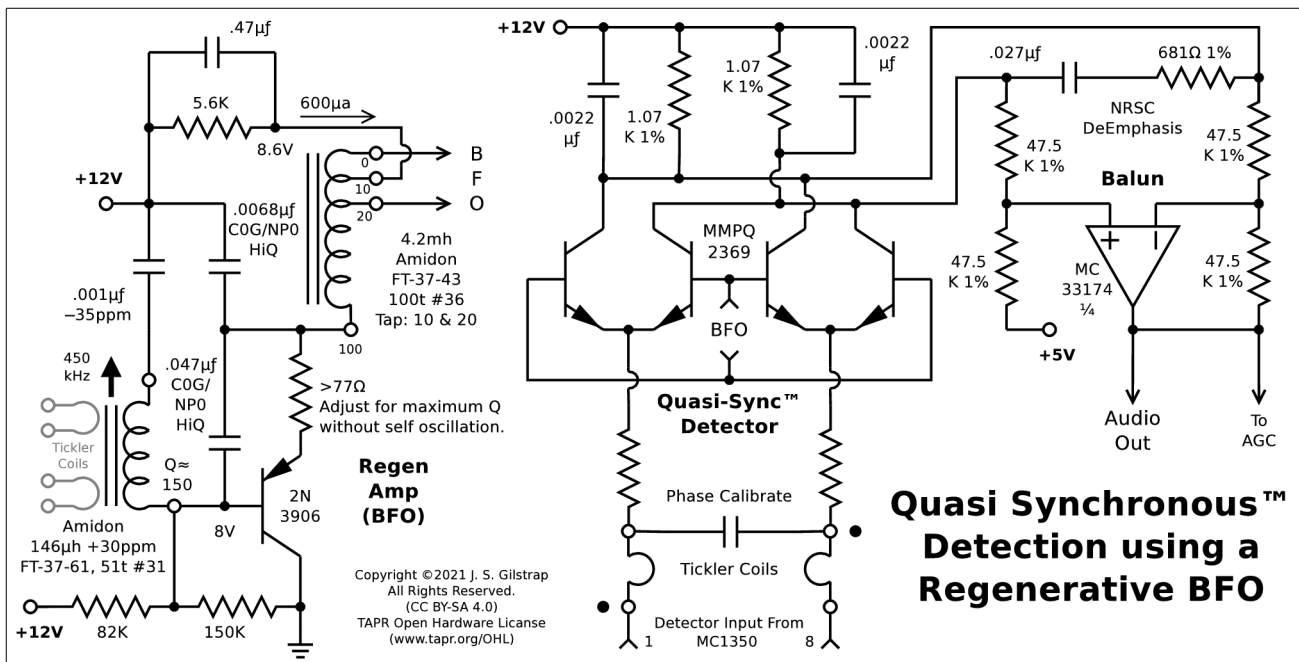 .47µf
5.6K
600µa
8.6V
+12V
0
10
20
B
F
O
.0068µf
C0G/NP0
HiQ
4.2mh
Amidon
FT-37-43
100t #36
Tap: 10 & 20
100
.001µf
−35ppm
450
kHz
.047µf
C0G/
NP0
HiQ
>77Ω
Adjust for maximum Q
without self oscillation.
Tickler
Coils
Q≈
150
8V
2N
3906
Regen
Amp
(BFO)
Amidon
146µh +30ppm
FT-37-61, 51t #31
+12V
82K
150K
Copyright ©2021 J. S. Gilstrap
All Rights Reserved.
(CC BY-SA 4.0)
TAPR Open Hardware Licanse
(www.tapr.org/OHL)
+12V
.0022
µf
1.07
K 1%
1.07
K 1%
.0022
µf
MMPQ
2369
BFO
Quasi-Sync™
Detector
Phase Calibrate
Tickler Coils
Detector Input From
1 MC1350 8
.027µf
681Ω 1%
NRSC
DeEmphasis
47.5
K 1%
47.5
K 1%
Balun
+
−
MC
33174
¼
47.5
K 1%
47.5
K 1%
+5V
Audio
Out
To
AGC
Quasi Synchronous™
Detection using a
Regenerative BFO